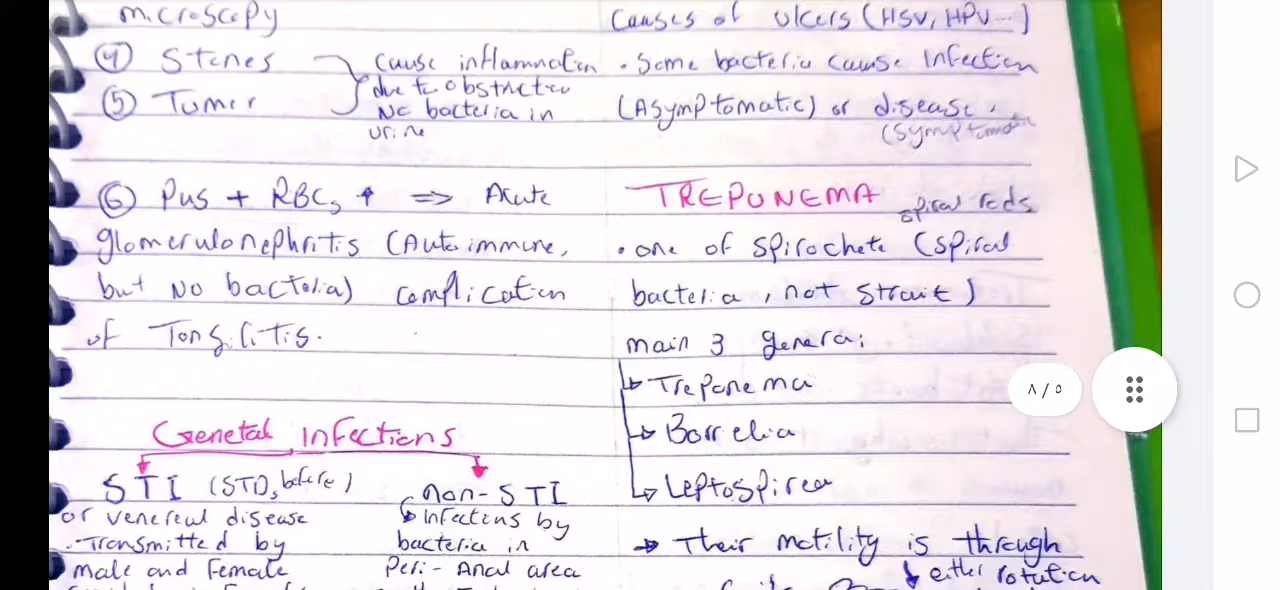 microscopy
④ Stones
⑤ Tumor
cause inflammation
due to obstruction
No bacteria in
urine
⑥ Pus + RBCs ↑ ⇒ Acute
glomerulonephritis (Autoimmune,
but No bacteria) complication
of Tonsilitis.
Genetal Infections
STI (STD, before)
or venereal disease
Transmitted by
male and Female
non-STI
Infections by
bacteria in
Peri-Anal area
causes of ulcers (HSV, HPV...)
• Some bacteria cause Infection
(Asymptomatic) or disease.
TREPONEMA spiral rods
• one of spirochete (spiral
bacteria, not strait)
main 3 genera:
→ Treponema
→ Borrelia
→ Leptospirea
→ Their motility is through
either rotation
٨ / ٥